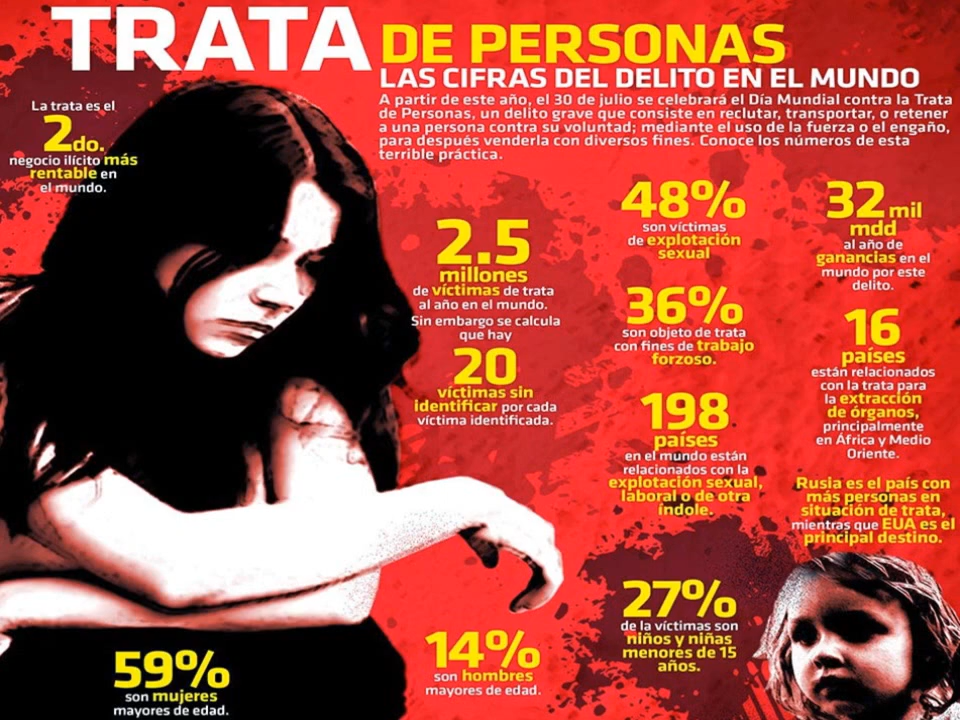 TRATA DE PERSONAS
LAS CIFRAS DEL DELITO EN EL MUNDO
A partir de este año, el 30 de julio se celebrará el Día Mundial contra la Trata
de Personas, un delito grave que consiste en reclutar, transportar, o retener
a una persona contra su voluntad; mediante el uso de la fuerza o el engaño,
para después venderla con diversos fines. Conoce los números de esta
terrible práctica.
La trata es el
2do.
negocio ilícito más
rentable en
el mundo.
2.5
millones
de víctimas de trata
al año en el mundo.
Sin embargo se calcula
que hay
20
víctimas sin
identificar por cada
víctima identificada.
48%
son víctimas
de explotación
sexual
36%
son objeto de trata
con fines de trabajo
forzoso.
198
países
en el mundo están
relacionados con la
explotación sexual,
laboral o de otra
índole.
32 mil
mdd
al año de
ganancias en el
mundo por este
delito.
16
países
están relacionados
con la trata para
la extracción
de órganos,
principalmente
en África y Medio
Oriente.
Rusia es el país con
más personas en
situación de trata,
mientras que EUA es el
principal destino.
59%
son mujeres
mayores de edad.
14%
son hombres
mayores de edad.
27%
de la víctimas son
niños y niñas
menores de 15
años.